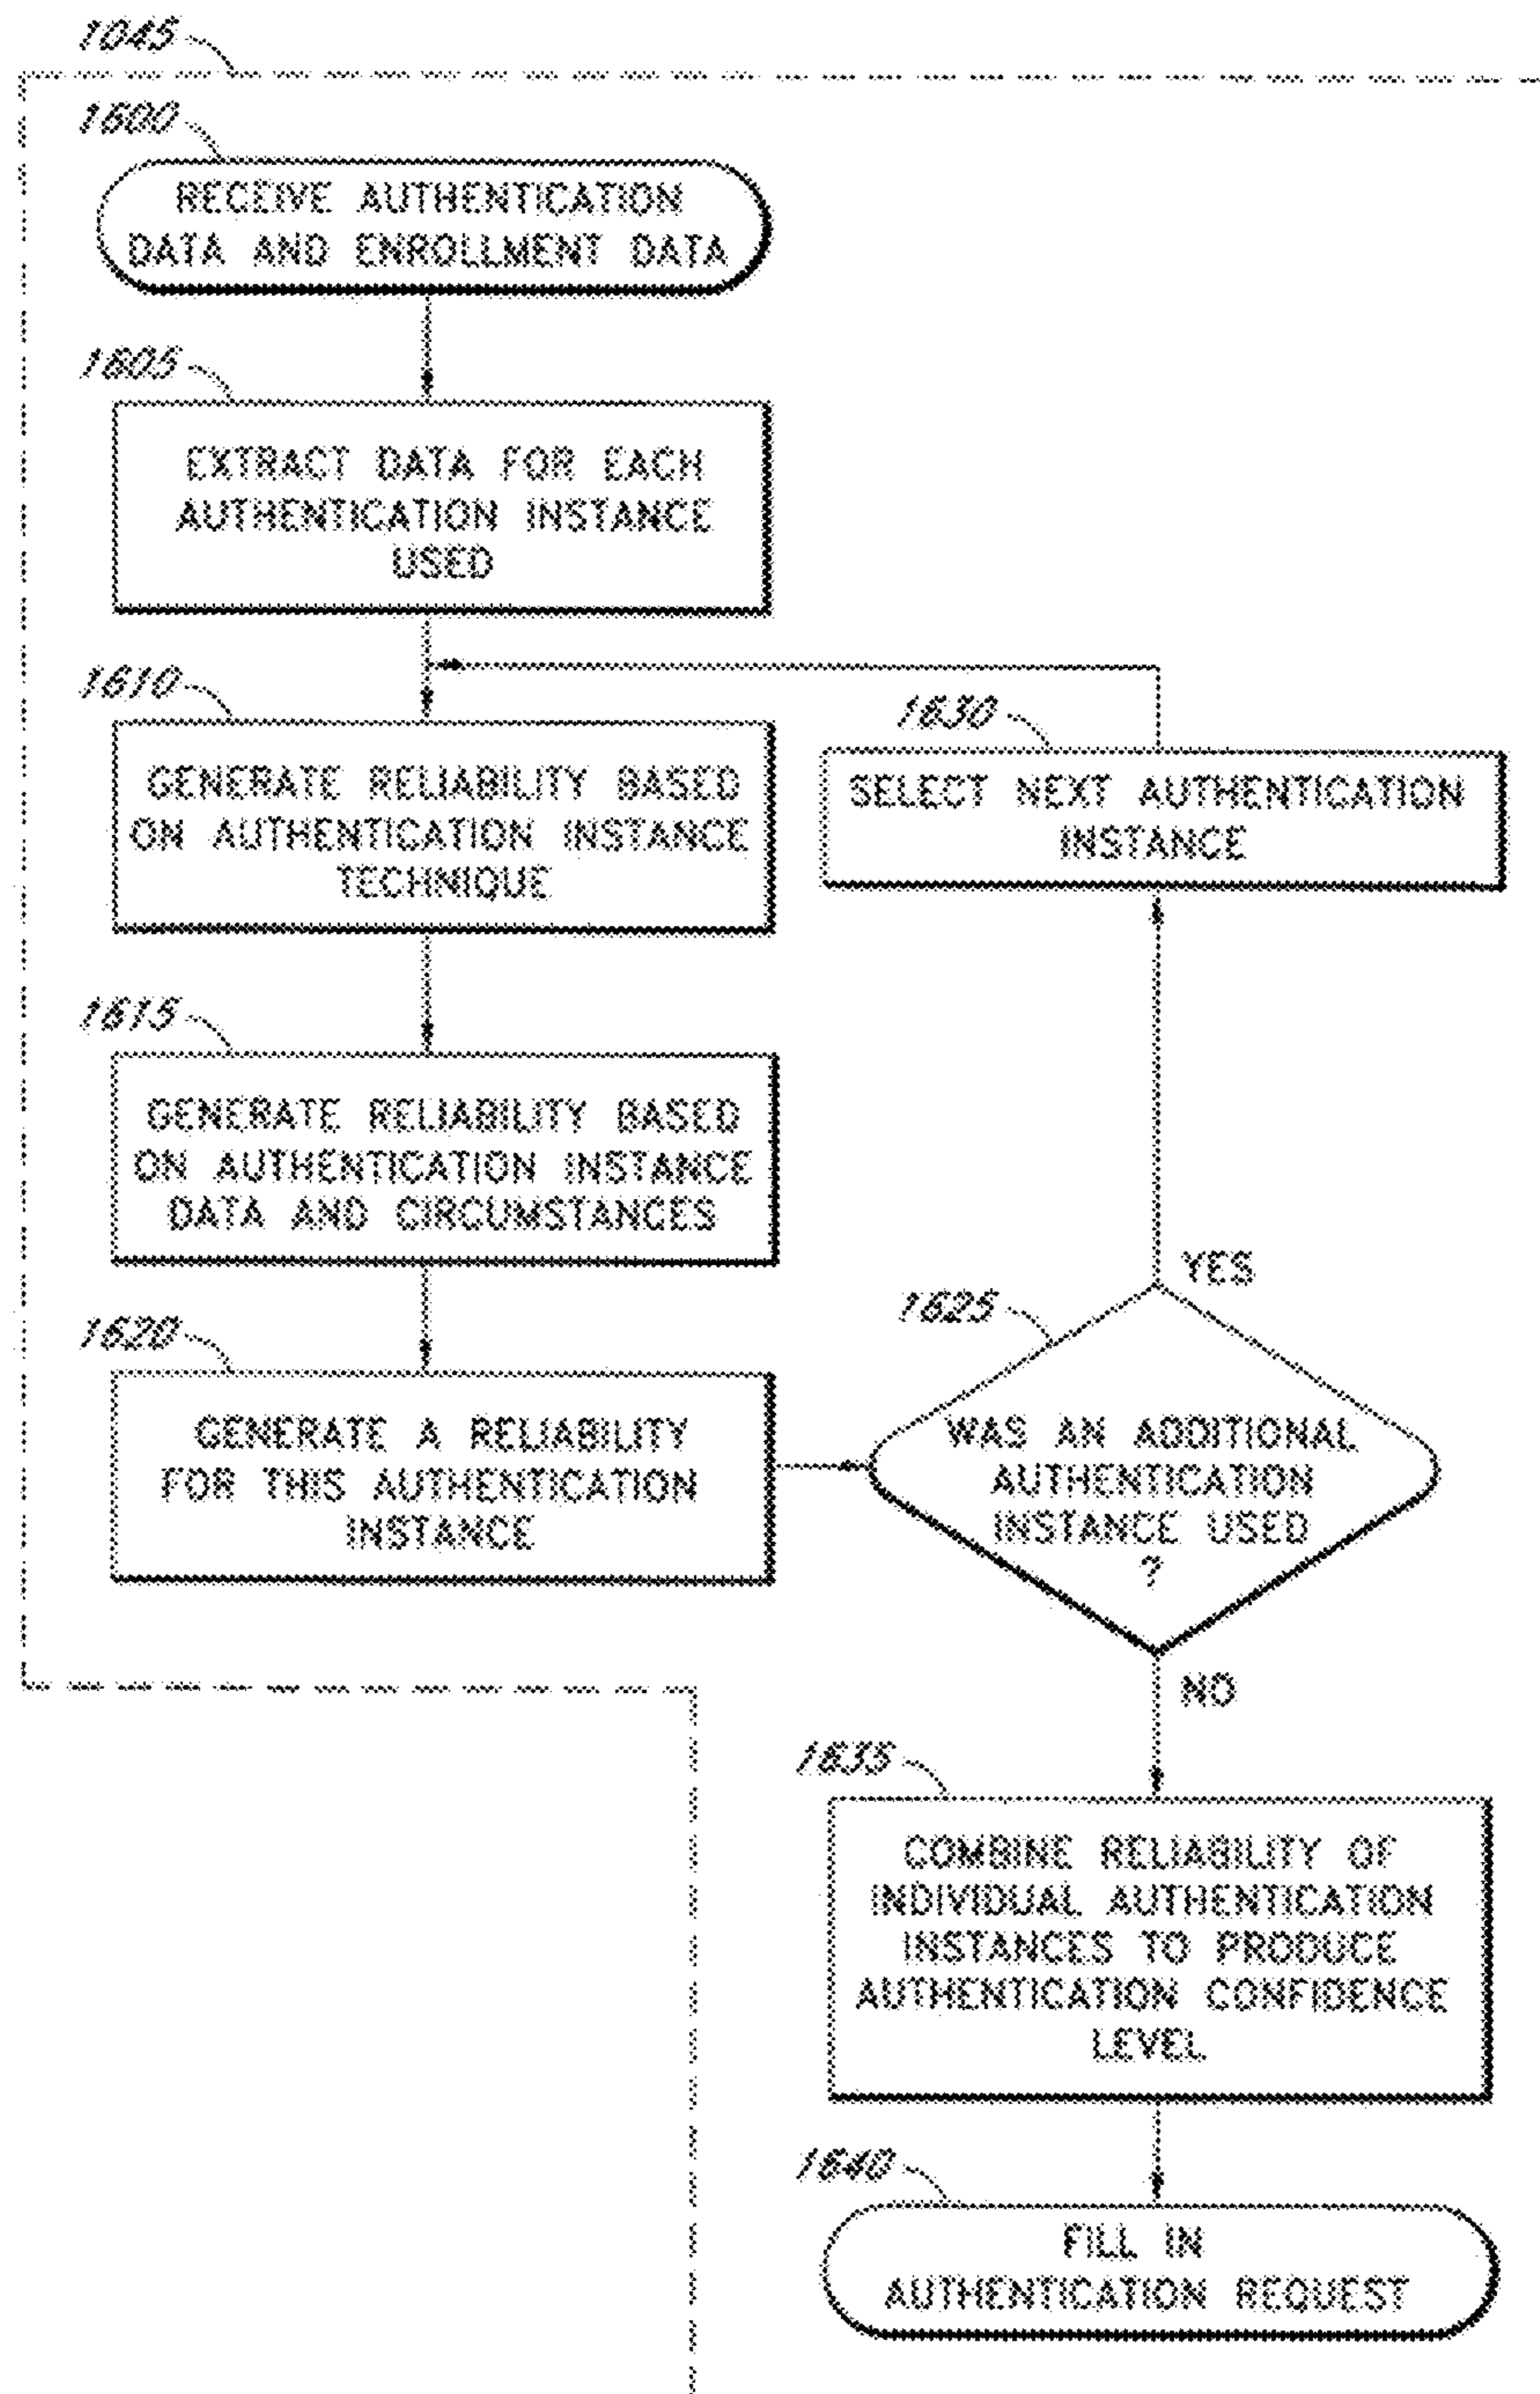 1045
1600
RECEIVE AUTHENTICATION
DATA AND ENROLLMENT DATA
1605
EXTRACT DATA FOR EACH
AUTHENTICATION INSTANCE
USED
1610
GENERATE RELIABILITY BASED
ON AUTHENTICATION INSTANCE
TECHNIQUE
1615
GENERATE RELIABILITY BASED
ON AUTHENTICATION INSTANCE
DATA AND CIRCUMSTANCES
1620
GENERATE A RELIABILITY
FOR THIS AUTHENTICATION
INSTANCE
1630
SELECT NEXT AUTHENTICATION
INSTANCE
YES
1625
WAS AN ADDITIONAL
AUTHENTICATION
INSTANCE USED
?
NO
1635
COMBINE RELIABILITY OF
INDIVIDUAL AUTHENTICATION
INSTANCES TO PRODUCE
AUTHENTICATION CONFIDENCE
LEVEL
1640
FILL IN
AUTHENTICATION REQUEST